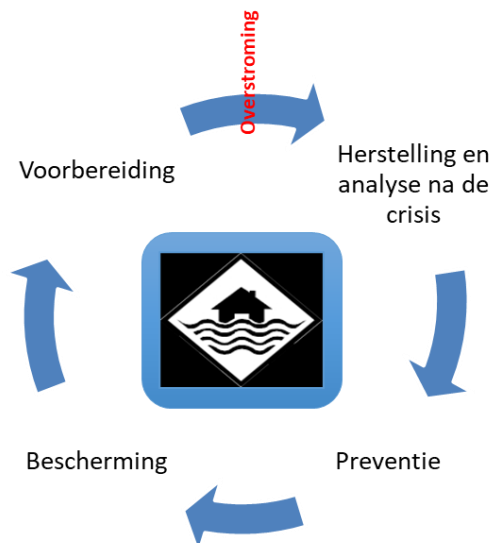 Overstroming
Voorbereiding
Herstelling en
analyse na de
crisis
Bescherming
Preventie